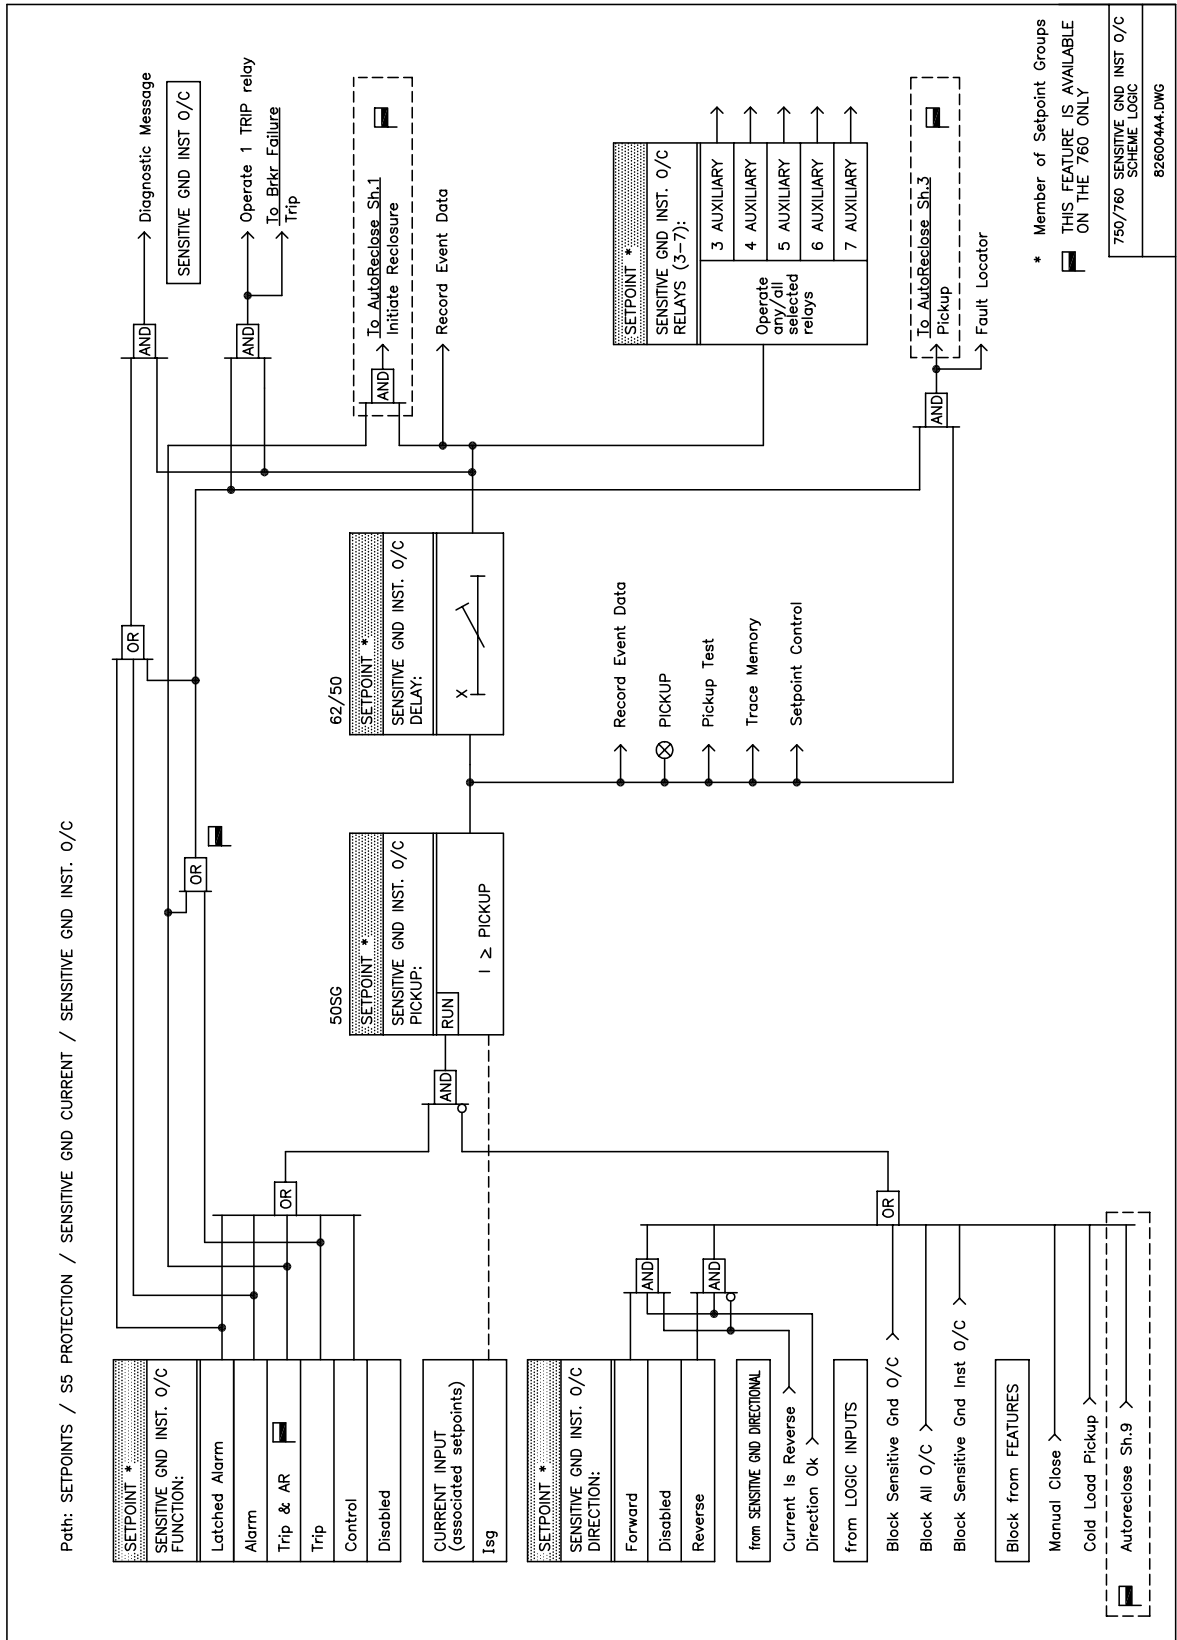 Path: SETPOINTS / S5 PROTECTION / SENSITIVE GND CURRENT / SENSITIVE GND INST. O/C
SETPOINT *
SENSITIVE GND INST. O/C
FUNCTION:
Latched Alarm
Alarm
Trip & AR
Trip
Control
Disabled
CURRENT INPUT
(associated setpoints)
Isg
SETPOINT *
SENSITIVE GND INST. O/C
DIRECTION:
Forward
Disabled
Reverse
from SENSITIVE GND DIRECTIONAL
Current Is Reverse
Direction Ok
from LOGIC INPUTS
Block Sensitive Gnd O/C
Block All O/C
Block Sensitive Gnd Inst O/C
Block from FEATURES
Manual Close
Cold Load Pickup
Autoreclose Sh.9
OR
AND
AND
OR
AND
50SG
SETPOINT *
SENSITIVE GND INST. O/C
PICKUP:
RUN
I ≥ PICKUP
OR
OR
62/50
SETPOINT *
SENSITIVE GND INST. O/C
DELAY:
X
Record Event Data
PICKUP
Pickup Test
Trace Memory
Setpoint Control
AND
Diagnostic Message
SENSITIVE GND INST O/C
AND
Operate 1 TRIP relay
To Brkr Failure
Trip
AND
To AutoReclose Sh.1
Initiate Reclosure
Record Event Data
SETPOINT *
SENSITIVE GND INST. O/C
RELAYS (3-7):
Operate
any/all
selected
relays
3 AUXILIARY
4 AUXILIARY
5 AUXILIARY
6 AUXILIARY
7 AUXILIARY
AND
To AutoReclose Sh.3
Pickup
Fault Locator
* Member of Setpoint Groups
THIS FEATURE IS AVAILABLE
ON THE 760 ONLY
750/760 SENSITIVE GND INST O/C
SCHEME LOGIC
826004A4.DWG